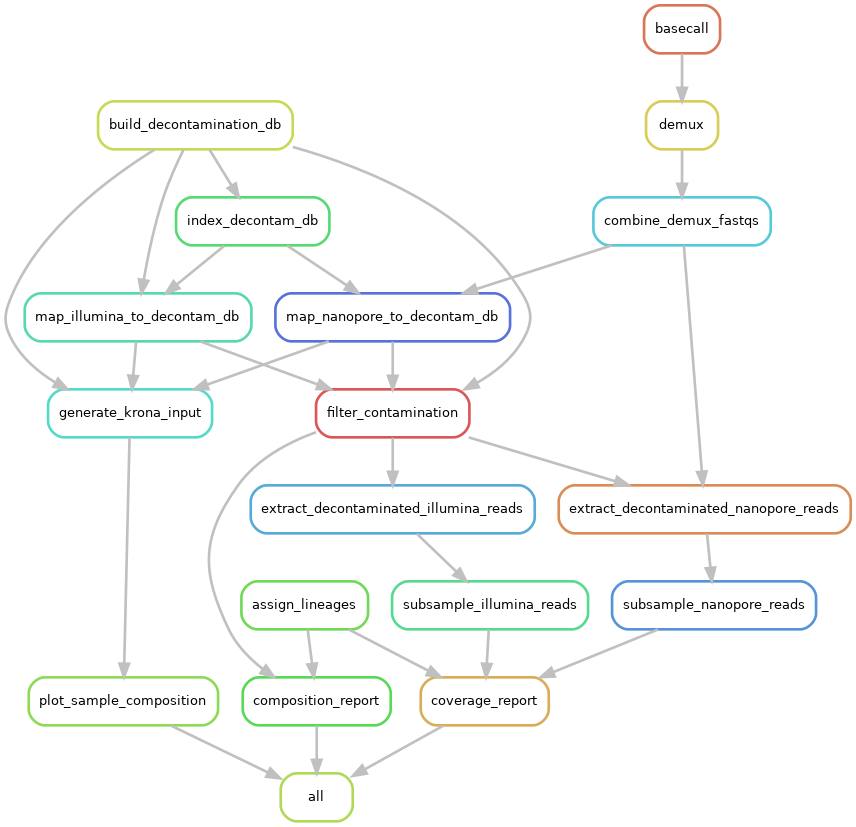 basecall
build_decontamination_db
demux
index_decontam_db
combine_demux_fastqs
map_illumina_to_decontam_db
map_nanopore_to_decontam_db
generate_krona_input
filter_contamination
extract_decontaminated_illumina_reads
extract_decontaminated_nanopore_reads
assign_lineages
subsample_illumina_reads
subsample_nanopore_reads
plot_sample_composition
composition_report
coverage_report
all